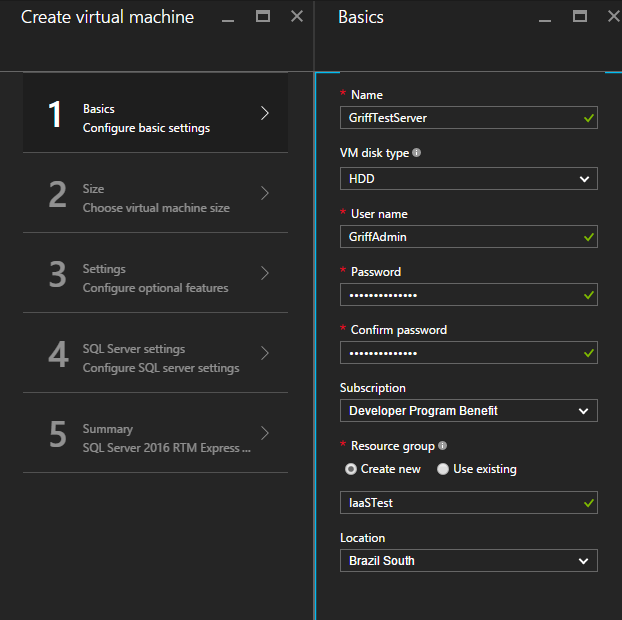 Create virtual machine
1
Basics
Configure basic settings
2
Size
Choose virtual machine size
3
Settings
Configure optional features
4
SQL Server settings
Configure SQL server settings
5
Summary
SQL Server 2016 RTM Express ...
Basics
* Name
GriffTestServer
VM disk type
HDD
* User name
GriffAdmin
* Password
••••••••••••••
* Confirm password
••••••••••••••
Subscription
Developer Program Benefit
* Resource group
Create new Use existing
IaaSTest
Location
Brazil South